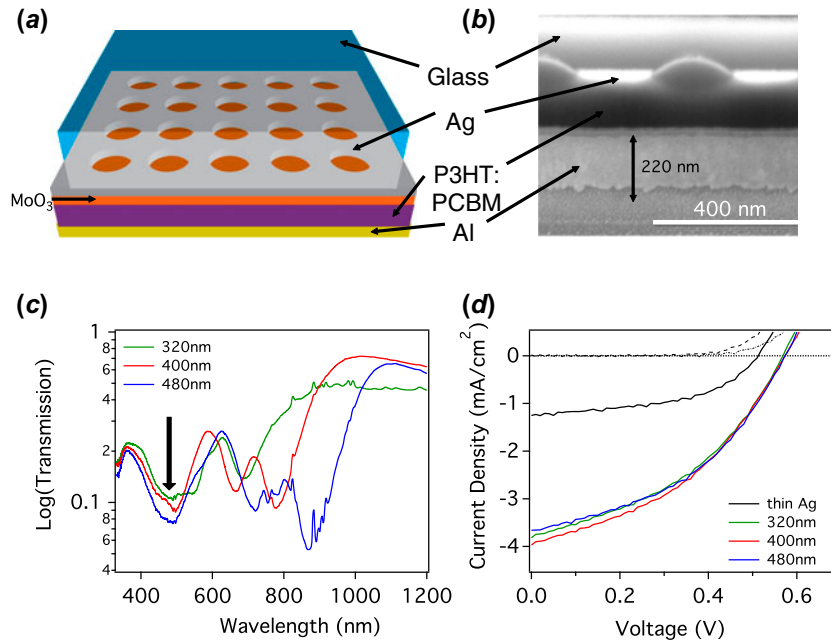 (a)
(b)
Glass
Ag
MoO3
P3HT:
PCBM
Al
220 nm
400 nm
(c)
(d)
Log(Transmission)
1
8
6
4
2
0.1
8
6
4
320nm
400nm
480nm
400
600
800
1000
1200
Wavelength (nm)
Current Density (mA/cm2)
0
-1
-2
-3
-4
thin Ag
320nm
400nm
480nm
0.0
0.2
0.4
0.6
Voltage (V)